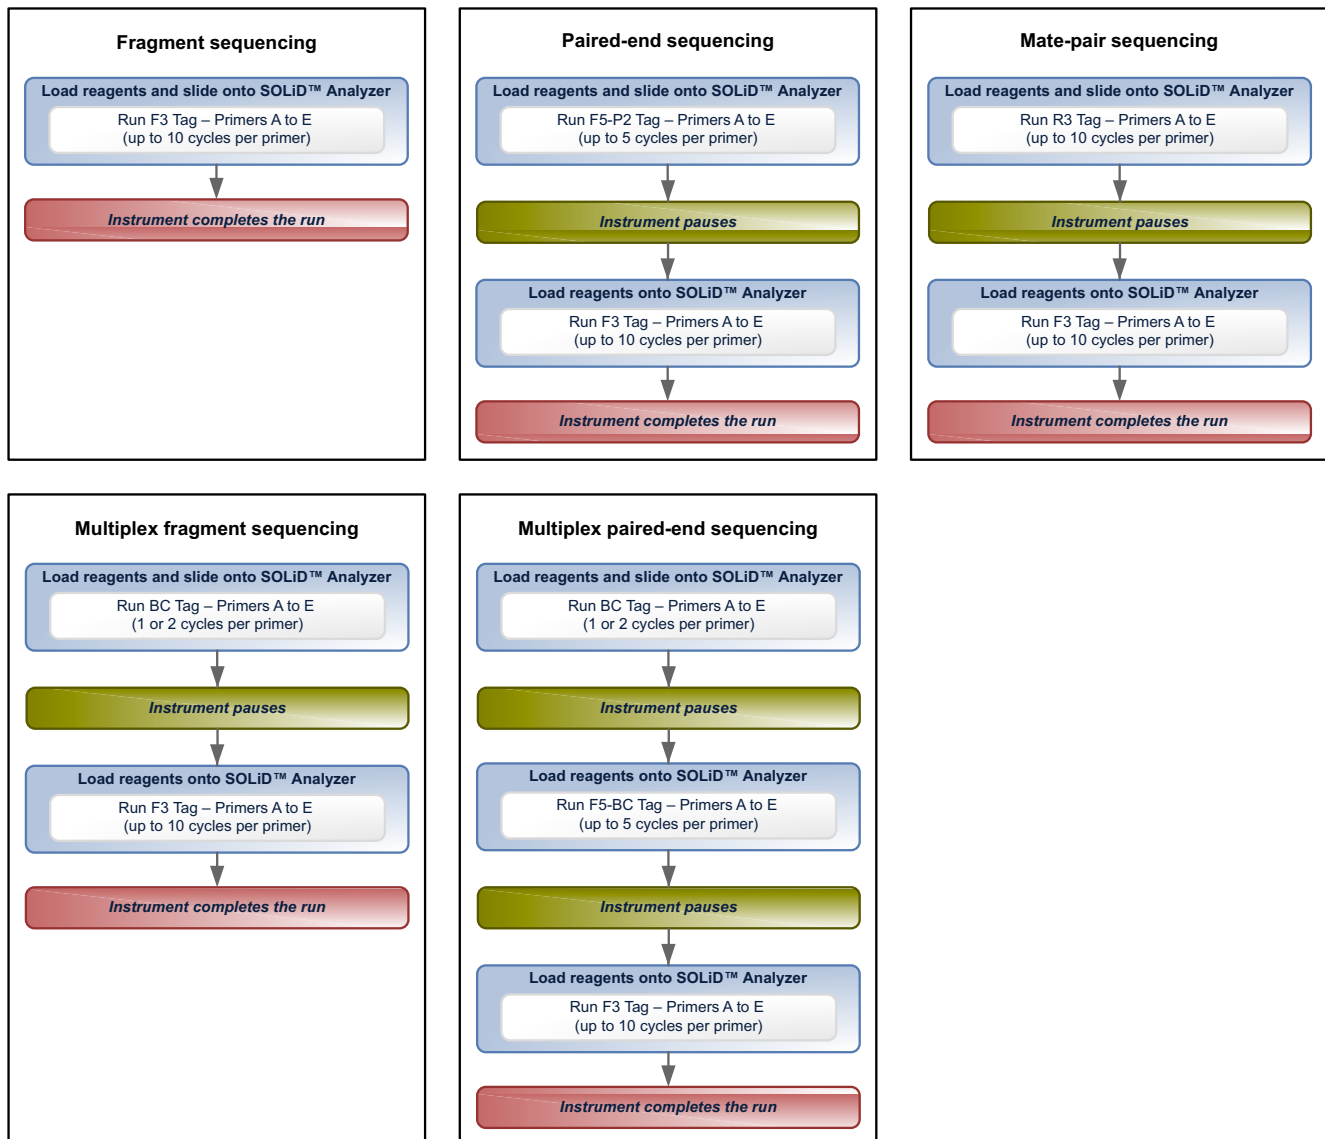 Fragment sequencing
Load reagents and slide onto SOLiD™ Analyzer
Run F3 Tag – Primers A to E
(up to 10 cycles per primer)
Instrument completes the run
Paired-end sequencing
Load reagents and slide onto SOLiD™ Analyzer
Run F5-P2 Tag – Primers A to E
(up to 5 cycles per primer)
Instrument pauses
Load reagents onto SOLiD™ Analyzer
Run F3 Tag – Primers A to E
(up to 10 cycles per primer)
Instrument completes the run
Mate-pair sequencing
Load reagents and slide onto SOLiD™ Analyzer
Run R3 Tag – Primers A to E
(up to 10 cycles per primer)
Instrument pauses
Load reagents onto SOLiD™ Analyzer
Run F3 Tag – Primers A to E
(up to 10 cycles per primer)
Instrument completes the run
Multiplex fragment sequencing
Load reagents and slide onto SOLiD™ Analyzer
Run BC Tag – Primers A to E
(1 or 2 cycles per primer)
Instrument pauses
Load reagents onto SOLiD™ Analyzer
Run F3 Tag – Primers A to E
(up to 10 cycles per primer)
Instrument completes the run
Multiplex paired-end sequencing
Load reagents and slide onto SOLiD™ Analyzer
Run BC Tag – Primers A to E
(1 or 2 cycles per primer)
Instrument pauses
Load reagents onto SOLiD™ Analyzer
Run F5-BC Tag – Primers A to E
(up to 5 cycles per primer)
Instrument pauses
Load reagents onto SOLiD™ Analyzer
Run F3 Tag – Primers A to E
(up to 10 cycles per primer)
Instrument completes the run